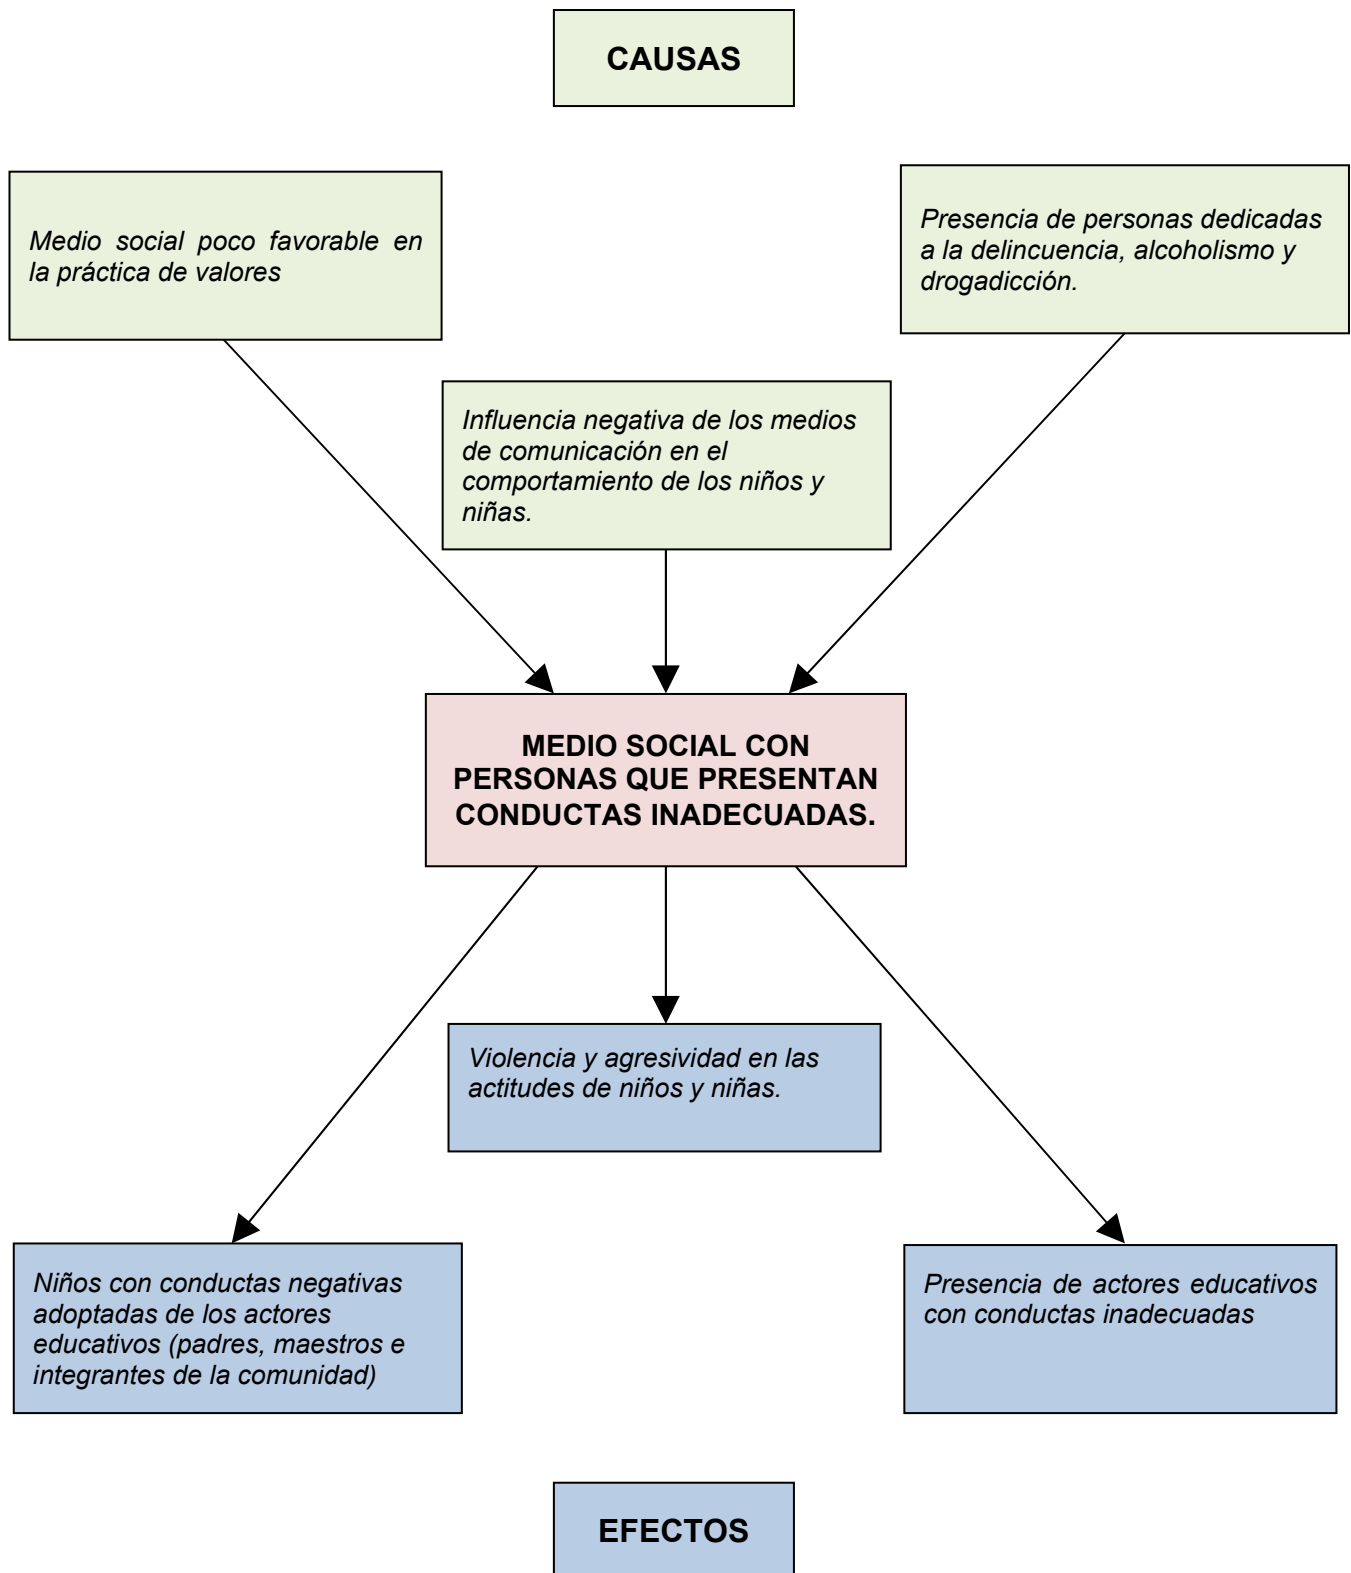 CAUSAS
Medio social poco favorable en
la práctica de valores
Presencia de personas dedicadas
a la delincuencia, alcoholismo y
drogadicción.
Influencia negativa de los medios
de comunicación en el
comportamiento de los niños y
niñas.
MEDIO SOCIAL CON
PERSONAS QUE PRESENTAN
CONDUCTAS INADECUADAS.
Violencia y agresividad en las
actitudes de niños y niñas.
Niños con conductas negativas
adoptadas de los actores
educativos (padres, maestros e
integrantes de la comunidad)
Presencia de actores educativos
con conductas inadecuadas
EFECTOS